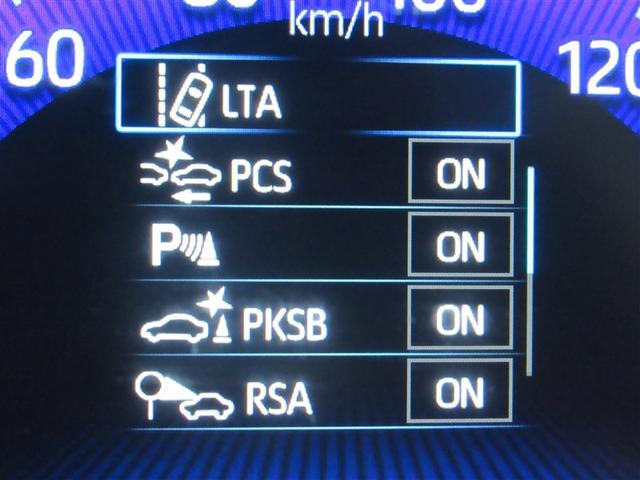 km/h
60
120
LTA
PCS ON
P ON
PKSB ON
RSA ON